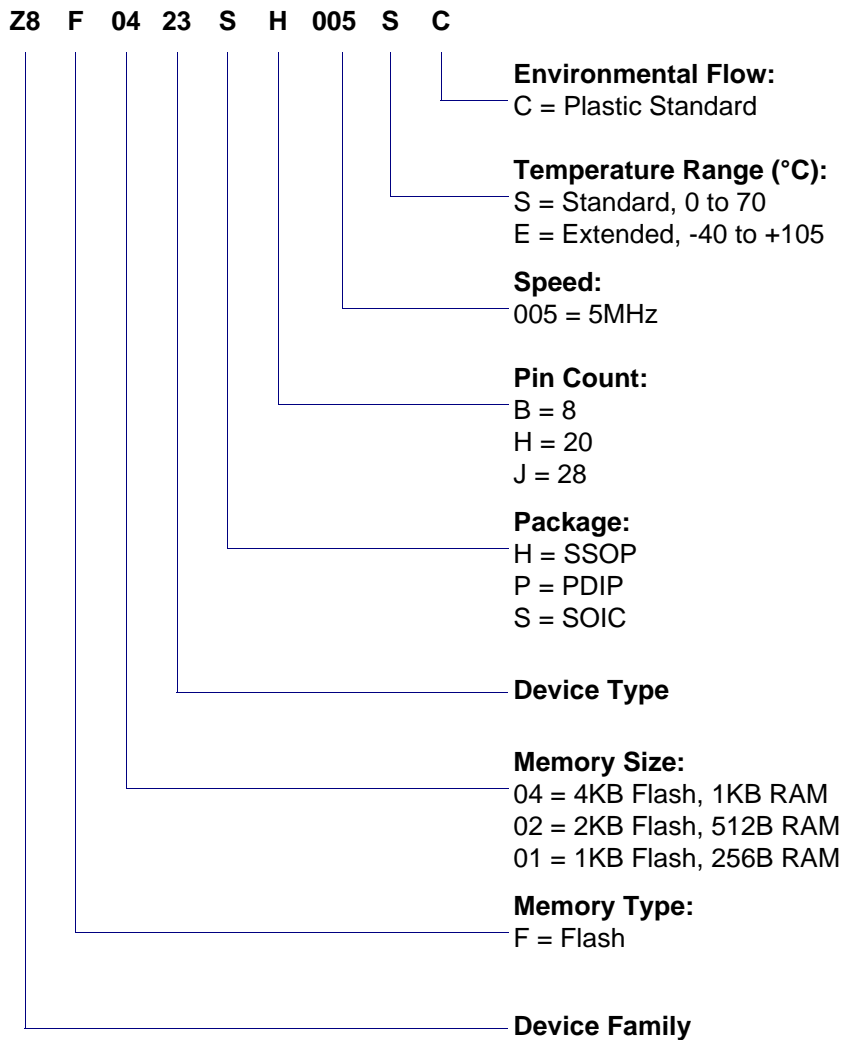 Z8 F 04 23 S H 005 S C
Environmental Flow:
C = Plastic Standard
Temperature Range (°C):
S = Standard, 0 to 70
E = Extended, -40 to +105
Speed:
005 = 5MHz
Pin Count:
B = 8
H = 20
J = 28
Package:
H = SSOP
P = PDIP
S = SOIC
Device Type
Memory Size:
04 = 4KB Flash, 1KB RAM
02 = 2KB Flash, 512B RAM
01 = 1KB Flash, 256B RAM
Memory Type:
F = Flash
Device Family